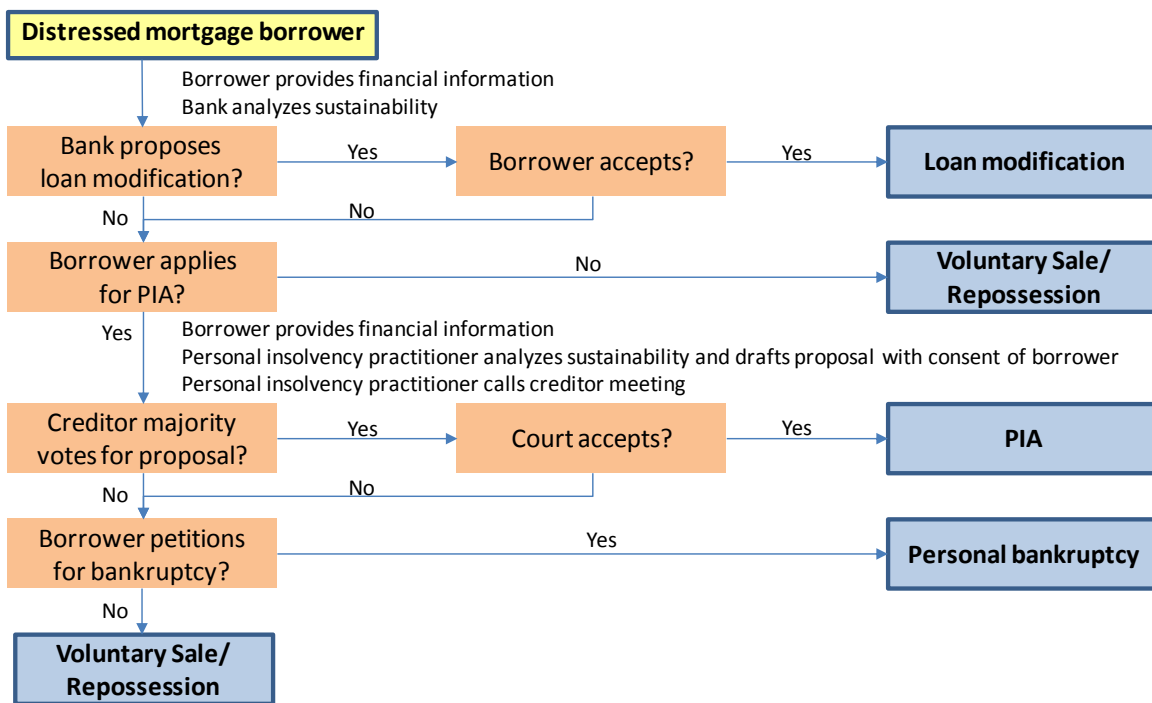 Distressed mortgage borrower
Borrower provides financial information
Bank analyzes sustainability
Bank proposes
loan modification?
Yes
Borrower accepts?
Yes
Loan modification
No
No
Borrower applies
for PIA?
No
Voluntary Sale/
Repossession
Yes
Borrower provides financial information
Personal insolvency practitioner analyzes sustainability and drafts proposal with consent of borrower
Personal insolvency practitioner calls creditor meeting
Creditor majority
votes for proposal?
Yes
Court accepts?
Yes
PIA
No
No
Borrower petitions
for bankruptcy?
Yes
Personal bankruptcy
No
Voluntary Sale/
Repossession